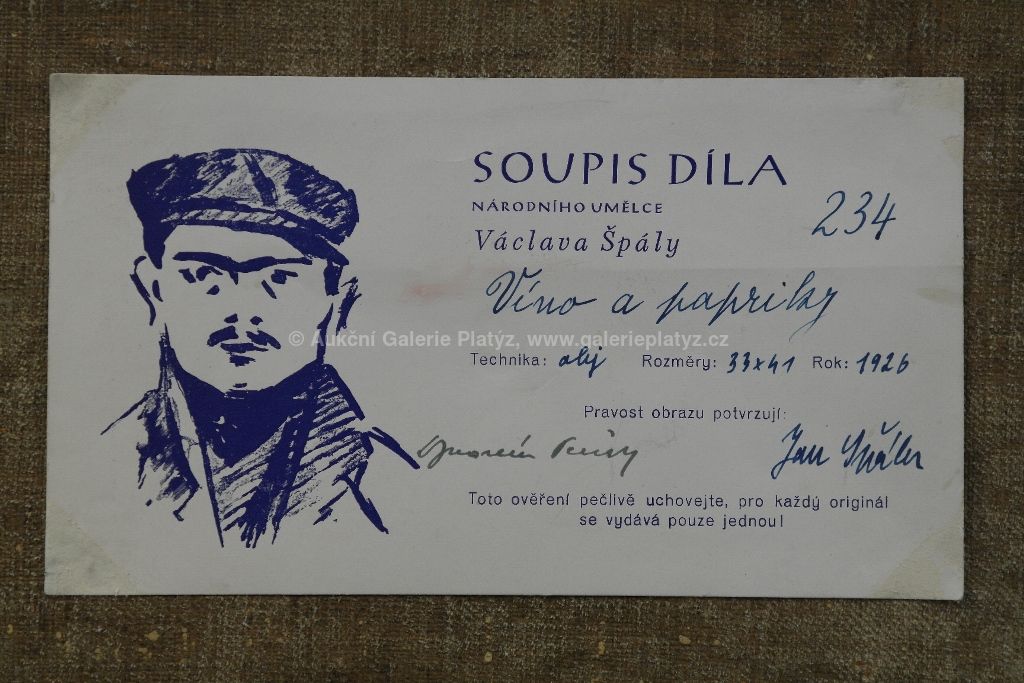 SOUPIS DÍLA
NÁRODNÍHO UMĚLCE
234
Václava Špály
Víno a papriky
© Aukční Galerie Platýz, www.galerieplatyz.cz
Technika: olej Rozměry: 33x41 Rok: 1926
Pravost obrazu potvrzují:
Jan Špála
Toto ověření pečlivě uchovejte, pro každý originál
se vydává pouze jednou!